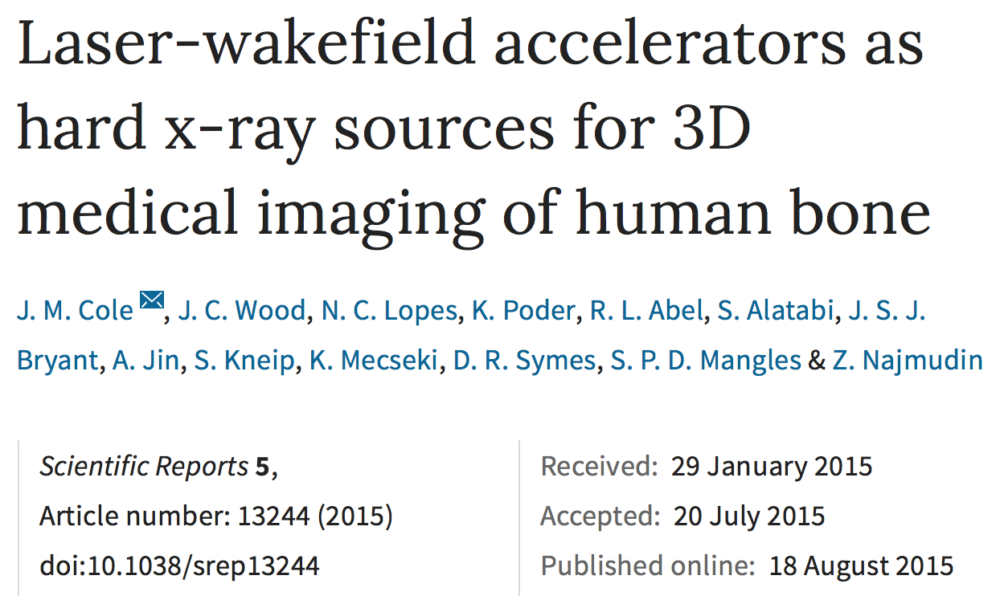 Laser-wakefield accelerators as
hard x-ray sources for 3D
medical imaging of human bone
J. M. Cole, J. C. Wood, N. C. Lopes, K. Poder, R. L. Abel, S. Alatabi, J. S. J.
Bryant, A. Jin, S. Kneip, K. Mecseki, D. R. Symes, S. P. D. Mangles & Z. Najmudin
Scientific Reports 5,
Article number: 13244 (2015)
doi:10.1038/srep13244
Received: 29 January 2015
Accepted: 20 July 2015
Published online: 18 August 2015